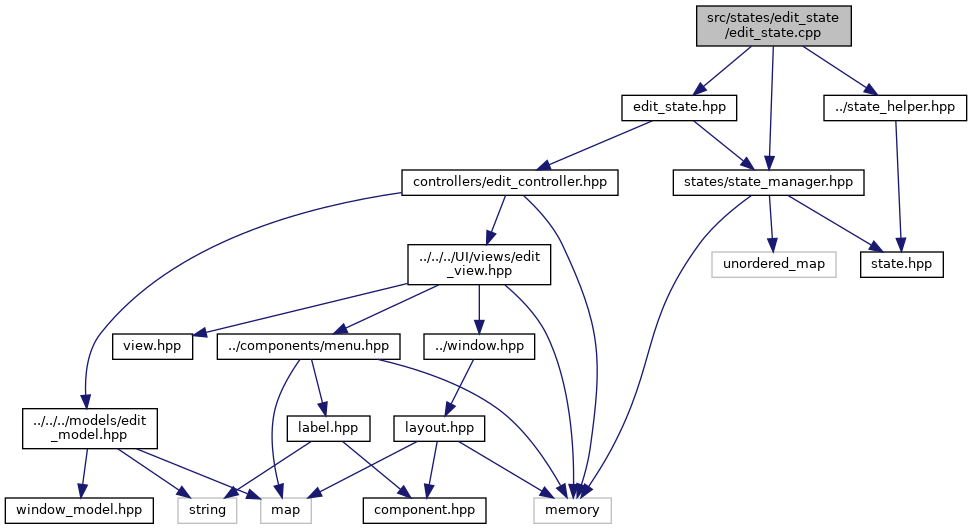 src/states/edit_state
/edit_state.cpp
edit_state.hpp
../state_helper.hpp
controllers/edit_controller.hpp
states/state_manager.hpp
../../../UI/views/edit
_view.hpp
unordered_map
state.hpp
view.hpp
../components/menu.hpp
../window.hpp
../../../models/edit
_model.hpp
label.hpp
layout.hpp
window_model.hpp
string
map
component.hpp
memory